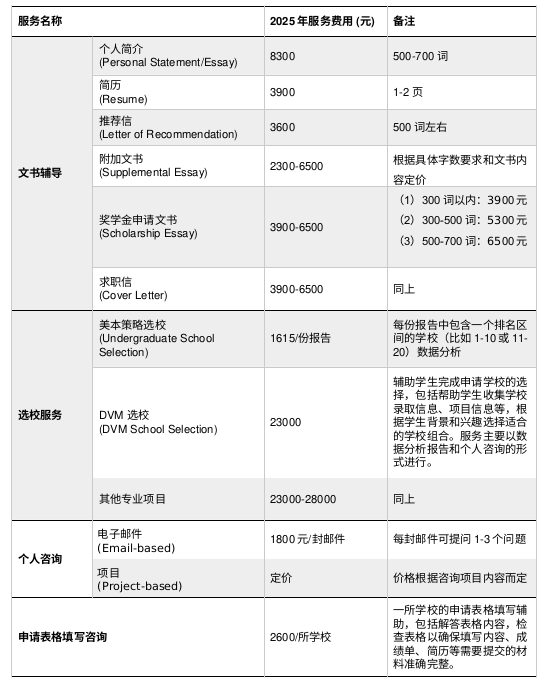 服务名称 2025 年服务费用 (元) 备注
文书辅导
个人简介
(Personal Statement/Essay)
8300
500-700 词
简历
(Resume)
3900
1-2 页
推荐信
(Letter of Recommendation)
3600
500 词左右
附加文书
(Supplemental Essay)
2300-6500
根据具体字数要求和文书内
容定价
奖学金申请文书
(Scholarship Essay)
3900-6500
（1）300 词以内：3900 元
（2）300-500 词：5300 元
（3）500-700 词：6500 元
求职信
(Cover Letter)
3900-6500
同上
选校服务
美本策略选校
(Undergraduate School
Selection)
1615/份报告
每份报告中包含一个排名区
间的学校（比如 1-10 或 11-
20）数据分析
DVM 选校
(DVM School Selection)
23000
辅助学生完成申请学校的选
择，包括帮助学生收集学校
录取信息、项目信息等，根
据学生背景和兴趣选择适合
的学校组合。服务主要以数
据分析报告和个人咨询的形
式进行。
其他专业项目
23000-28000
同上
个人咨询
电子邮件
(Email-based)
1800 元/封邮件
每封邮件可提问 1-3 个问题
项目
(Project-based)
定价
价格根据咨询项目内容而定
申请表格填写咨询
2600/所学校
一所学校的申请表格填写辅
助，包括解答表格内容，检
查表格以确保填写内容、成
绩单、简历等需要提交的材
料准确完整。